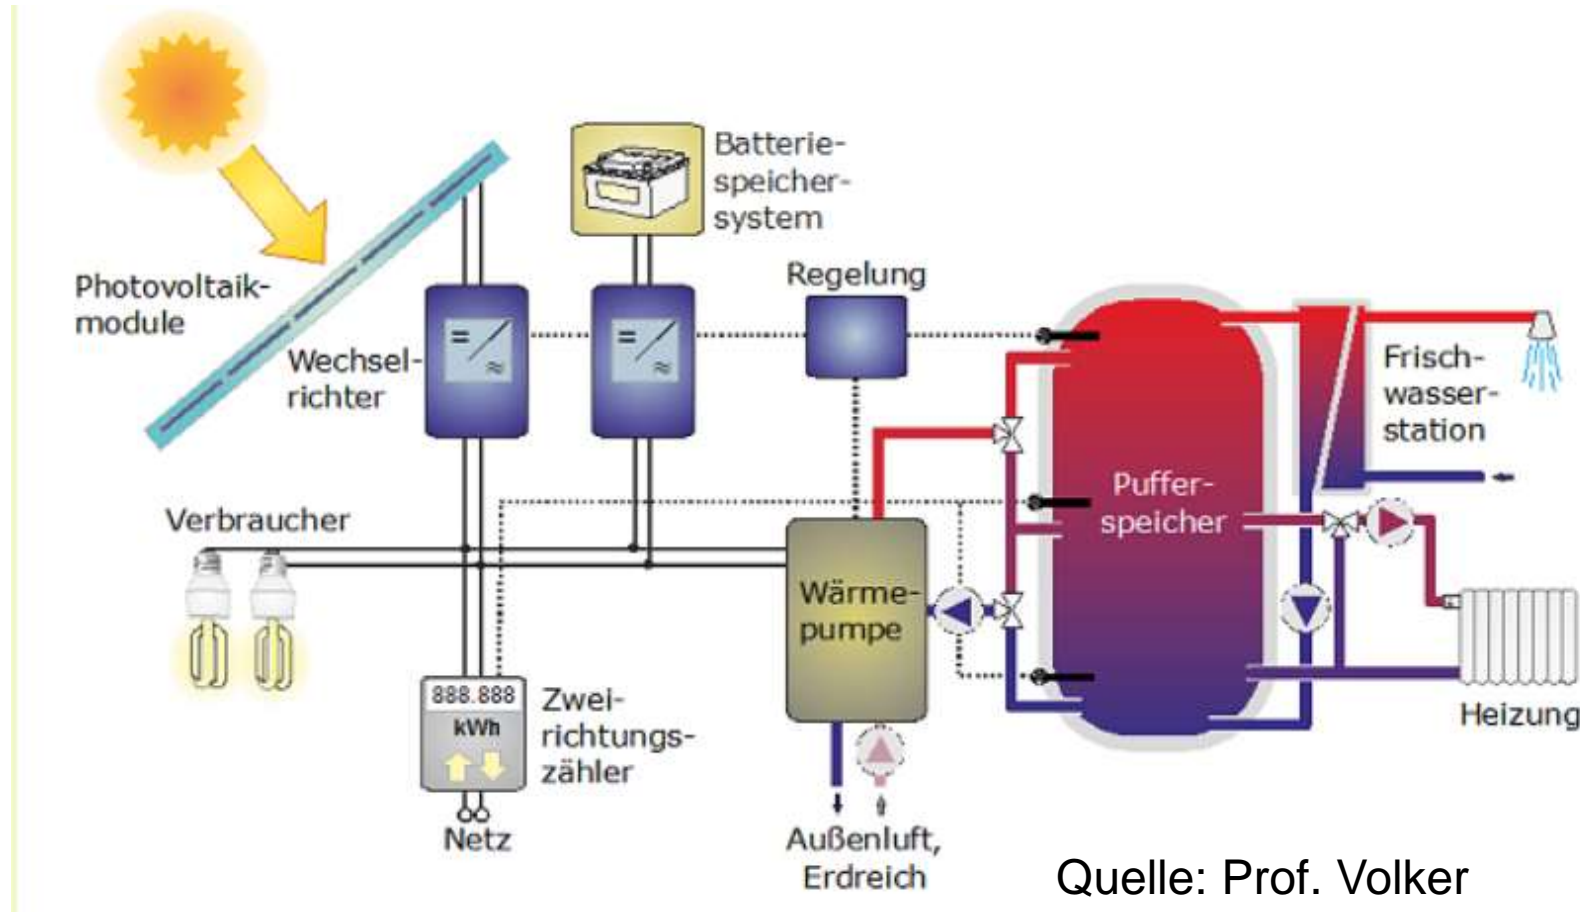 Batterie-
speicher-
system
Regelung
Photovoltaik-
module
Wechsel-
richter
=
≈
=
≈
Frisch-
wasser-
station
Puffer-
speicher
Verbraucher
Wärme-
pumpe
888.888
kWh
Zwei-
richtungs-
zähler
Heizung
Netz
Außenluft,
Erdreich
Quelle: Prof. Volker